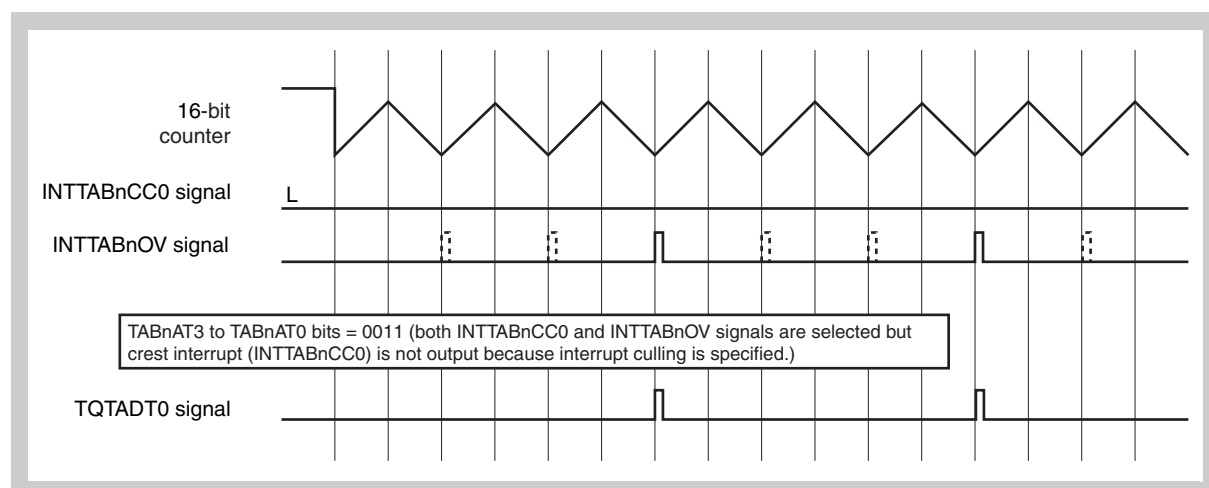 16-bit
counter
INTTABnCC0 signal
L
INTTABnOV signal
TABnAT3 to TABnAT0 bits = 0011 (both INTTABnCC0 and INTTABnOV signals are selected but
crest interrupt (INTTABnCC0) is not output because interrupt culling is specified.)
TQTADT0 signal